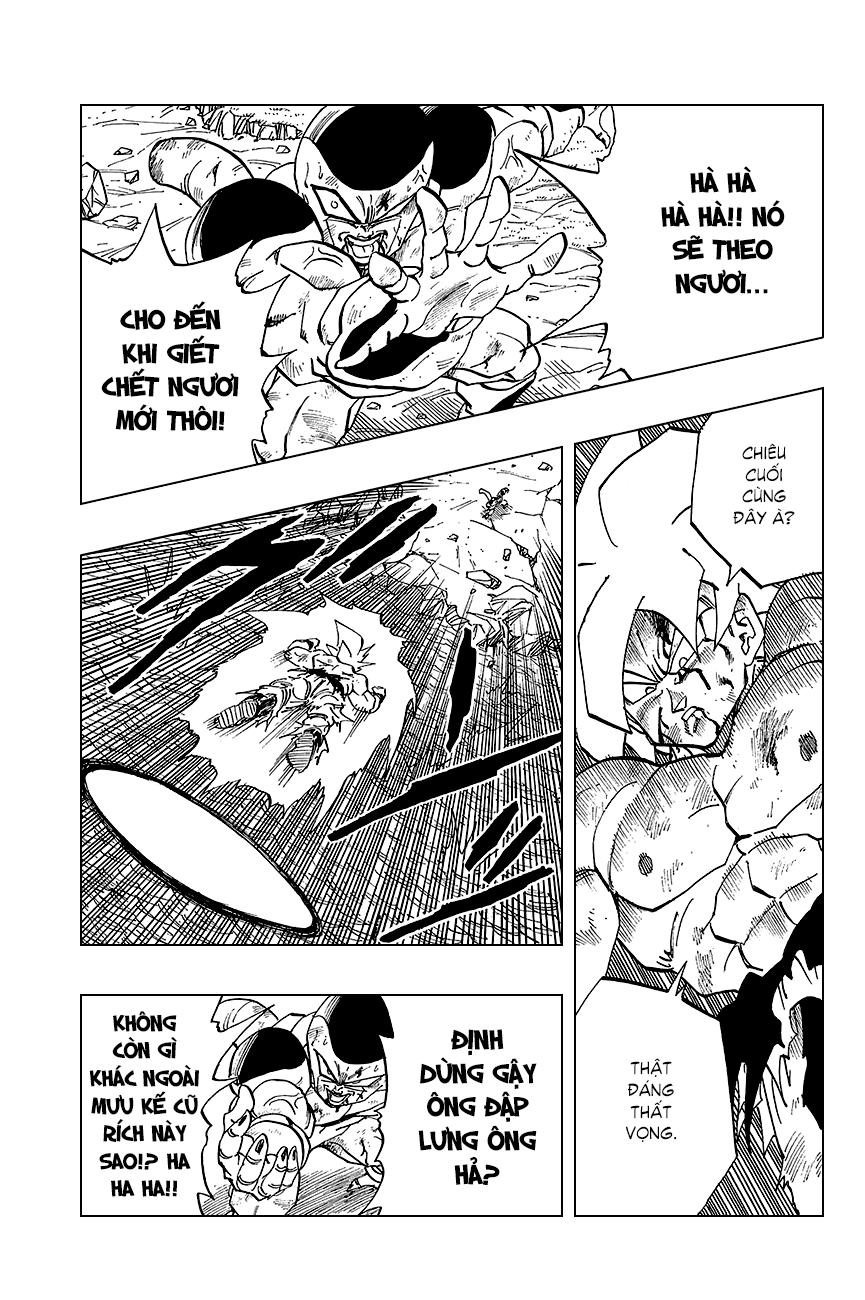 HÀ HÀ
HÀ HÀ!! NÓ
SẼ THEO
NGƯƠI...
CHO ĐẾN
KHI GIẾT
CHẾT NGƯƠI
MỚI THÔI!
CHIÊU
CUỐI
CÙNG
ĐÂY À?
THẬT
ĐÁNG
THẤT
VỌNG.
ĐỊNH
DÙNG GẬY
ÔNG ĐẬP
LƯNG ÔNG
HẢ?
KHÔNG
CÒN GÌ
KHÁC NGOÀI
MƯU KẾ CŨ
RÍCH NÀY
SAO!? HA
HA HA!!